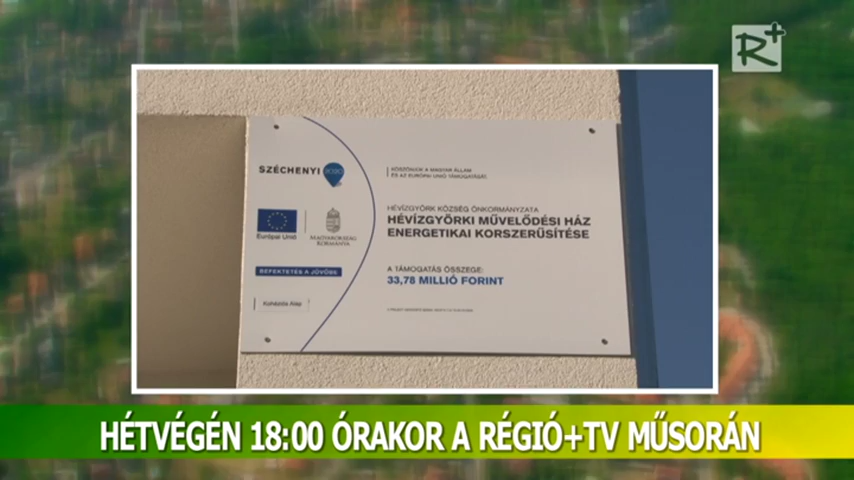 R+
SZÉCHENYI 2020
KÖSZÖNJÜK A MAGYAR ÁLLAM
ÉS AZ EURÓPAI UNIÓ TÁMOGATÁSÁT.
HÉVÍZGYÖRK KÖZSÉG ÖNKORMÁNYZATA
HÉVÍZGYÖRKI MŰVELŐDÉSI HÁZ
ENERGETIKAI KORSZERŰSÍTÉSE
Európai Unió
MAGYARORSZÁG
KORMÁNYA
BEFEKTETÉS A JÖVŐBE
A TÁMOGATÁS ÖSSZEGE:
33,78 MILLIÓ FORINT
Kohéziós Alap
HÉTVÉGÉN 18:00 ÓRAKOR A RÉGIÓ+TV MŰSORÁN